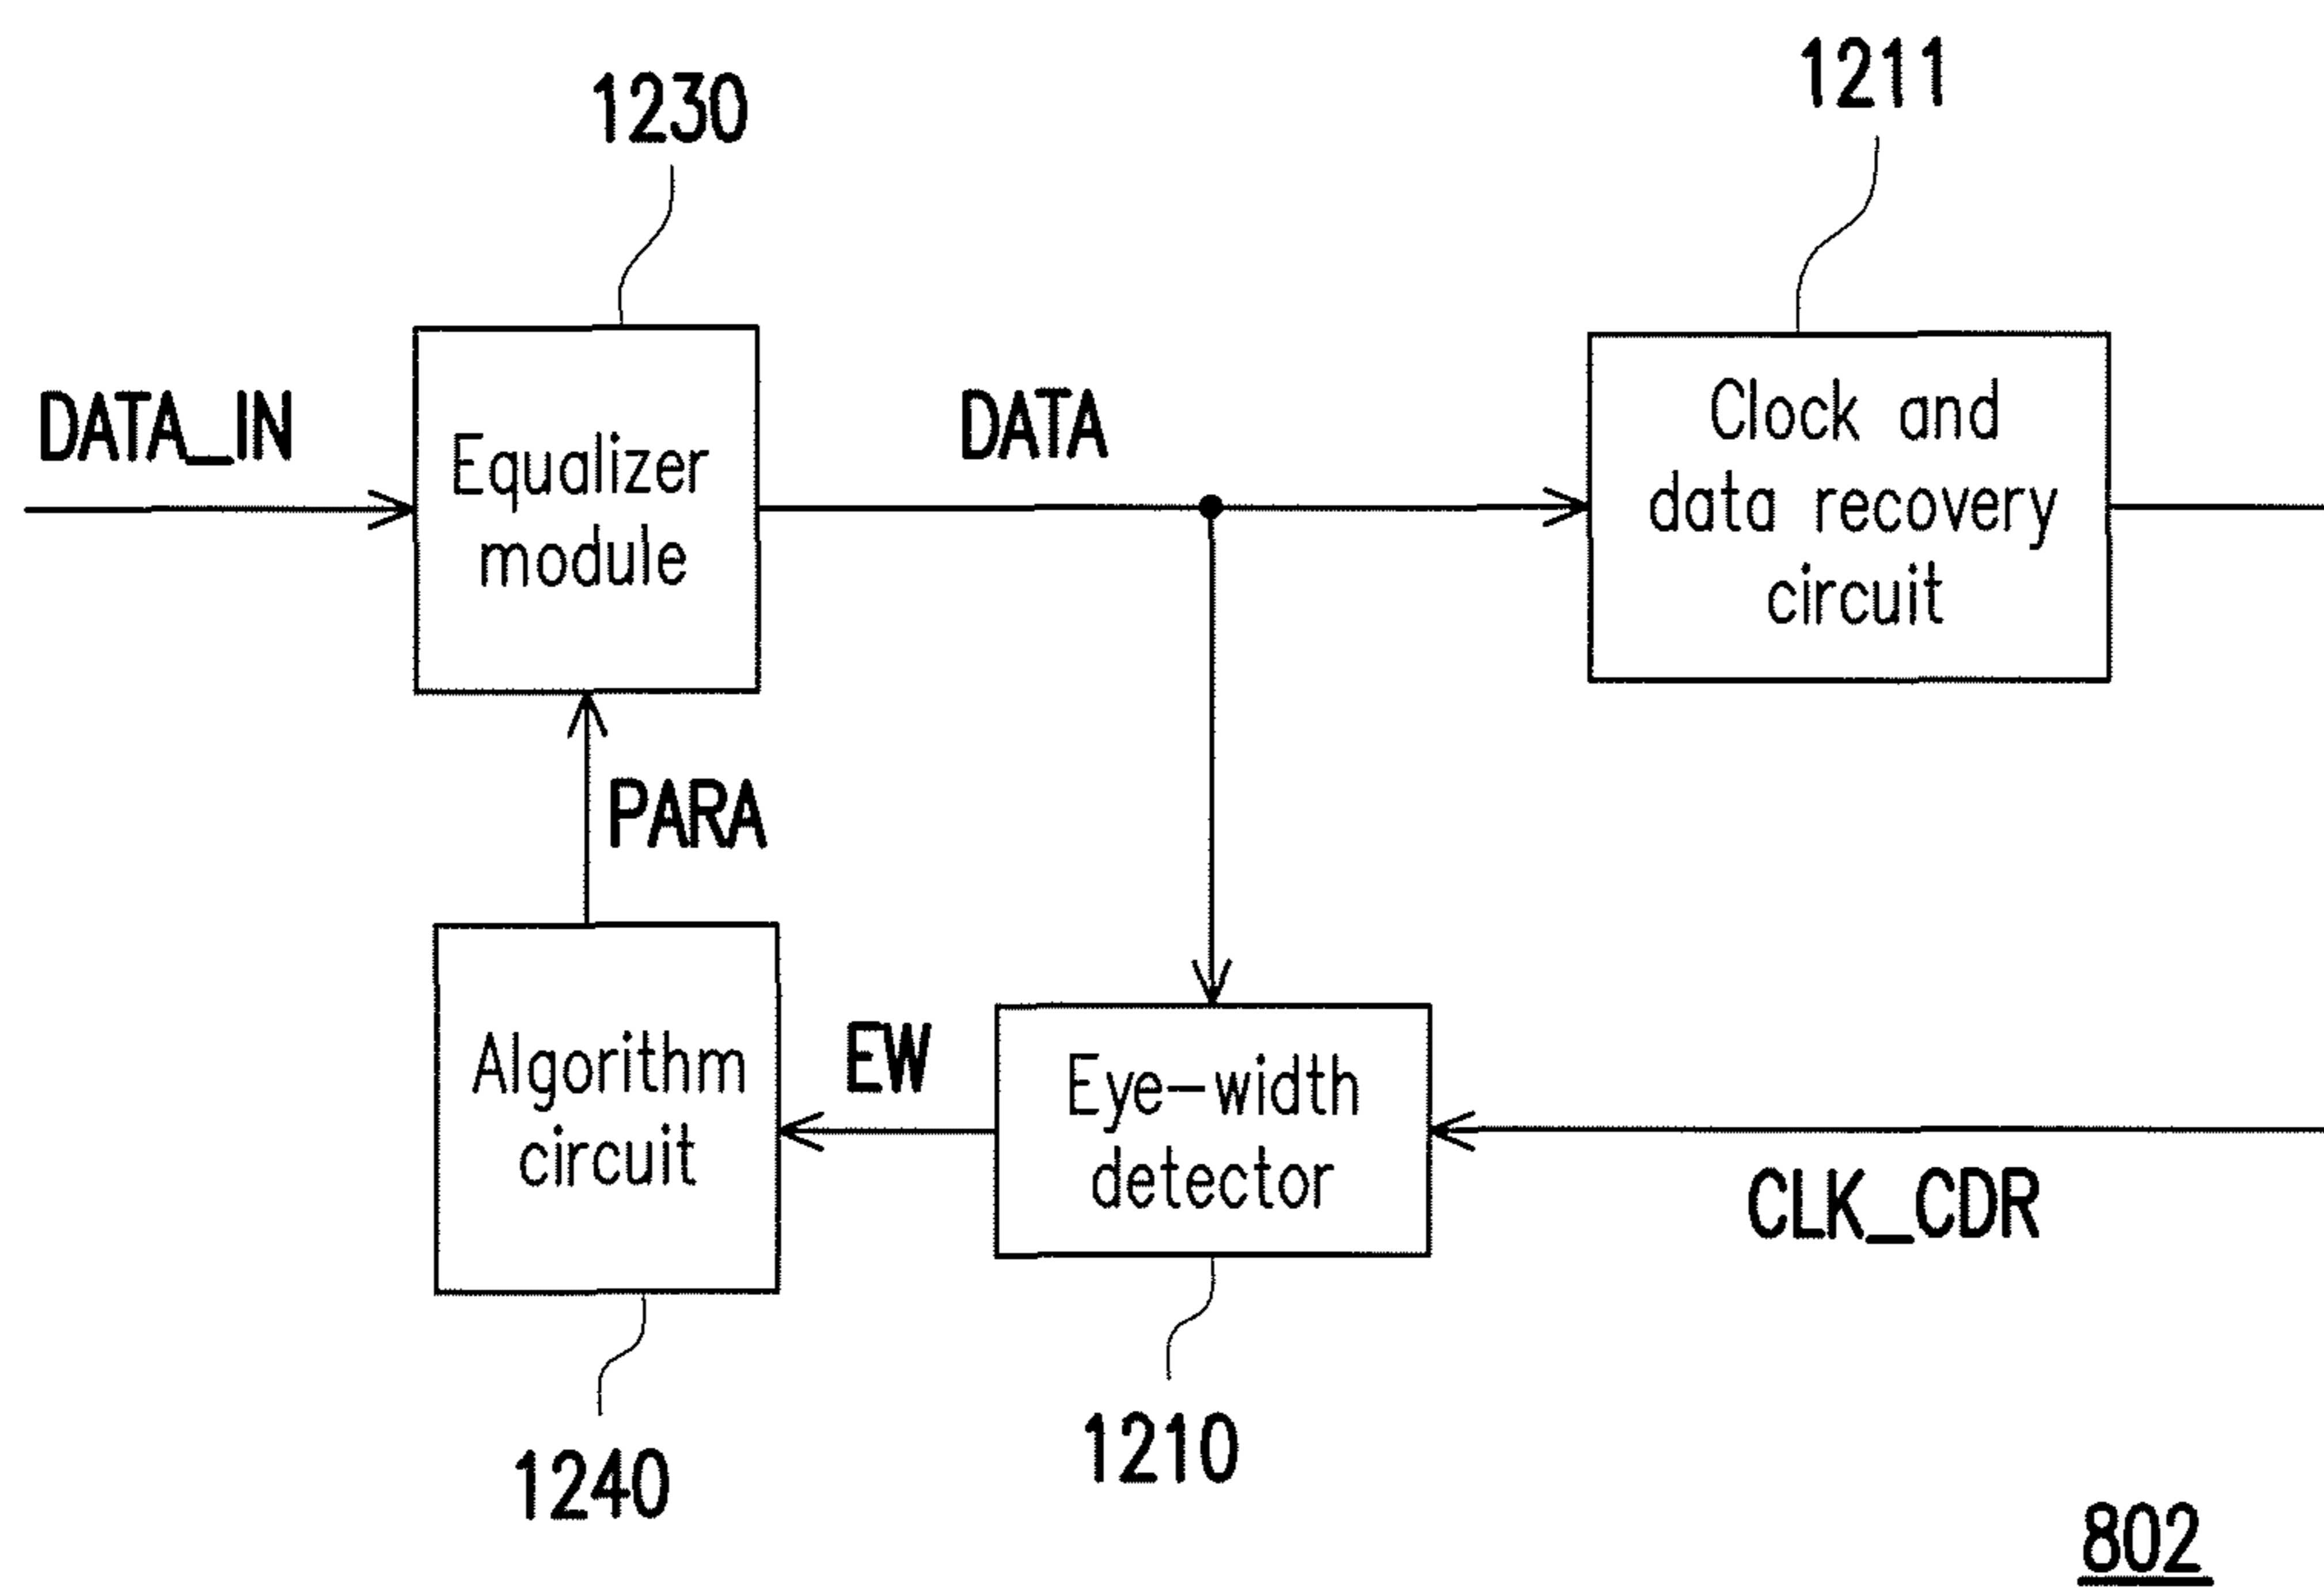 1230
1211
DATA_IN
Equalizer
module
DATA
Clock and
data recovery
circuit
PARA
Algorithm
circuit
EW
Eye-width
detector
CLK_CDR
1240
1210
802